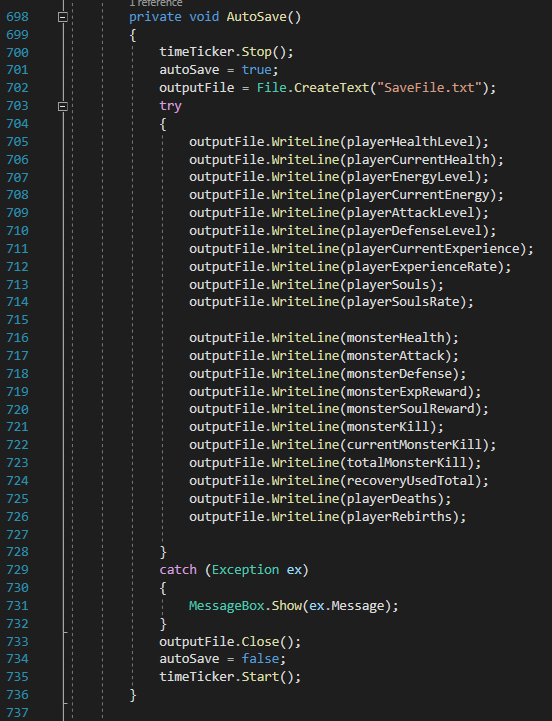 1 reference
698 private void AutoSave()
699 {
700 timeTicker.Stop();
701 autoSave = true;
702 outputFile = File.CreateText("SaveFile.txt");
703 try
704 {
705 outputFile.WriteLine(playerHealthLevel);
706 outputFile.WriteLine(playerCurrentHealth);
707 outputFile.WriteLine(playerEnergyLevel);
708 outputFile.WriteLine(playerCurrentEnergy);
709 outputFile.WriteLine(playerAttackLevel);
710 outputFile.WriteLine(playerDefenseLevel);
711 outputFile.WriteLine(playerCurrentExperience);
712 outputFile.WriteLine(playerExperienceRate);
713 outputFile.WriteLine(playerSouls);
714 outputFile.WriteLine(playerSoulsRate);
715
716 outputFile.WriteLine(monsterHealth);
717 outputFile.WriteLine(monsterAttack);
718 outputFile.WriteLine(monsterDefense);
719 outputFile.WriteLine(monsterExpReward);
720 outputFile.WriteLine(monsterSoulReward);
721 outputFile.WriteLine(monsterKill);
722 outputFile.WriteLine(currentMonsterKill);
723 outputFile.WriteLine(totalMonsterKill);
724 outputFile.WriteLine(recoveryUsedTotal);
725 outputFile.WriteLine(playerDeaths);
726 outputFile.WriteLine(playerRebirths);
727
728 }
729 catch (Exception ex)
730 {
731 MessageBox.Show(ex.Message);
732 }
733 outputFile.Close();
734 autoSave = false;
735 timeTicker.Start();
736 }
737